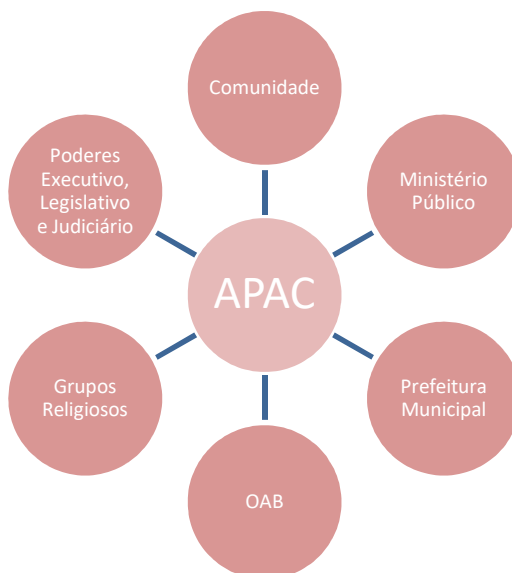 Comunidade
Poderes
Executivo,
Legislativo
e Judiciário
Ministério
Público
APAC
Grupos
Religiosos
Prefeitura
Municipal
OAB